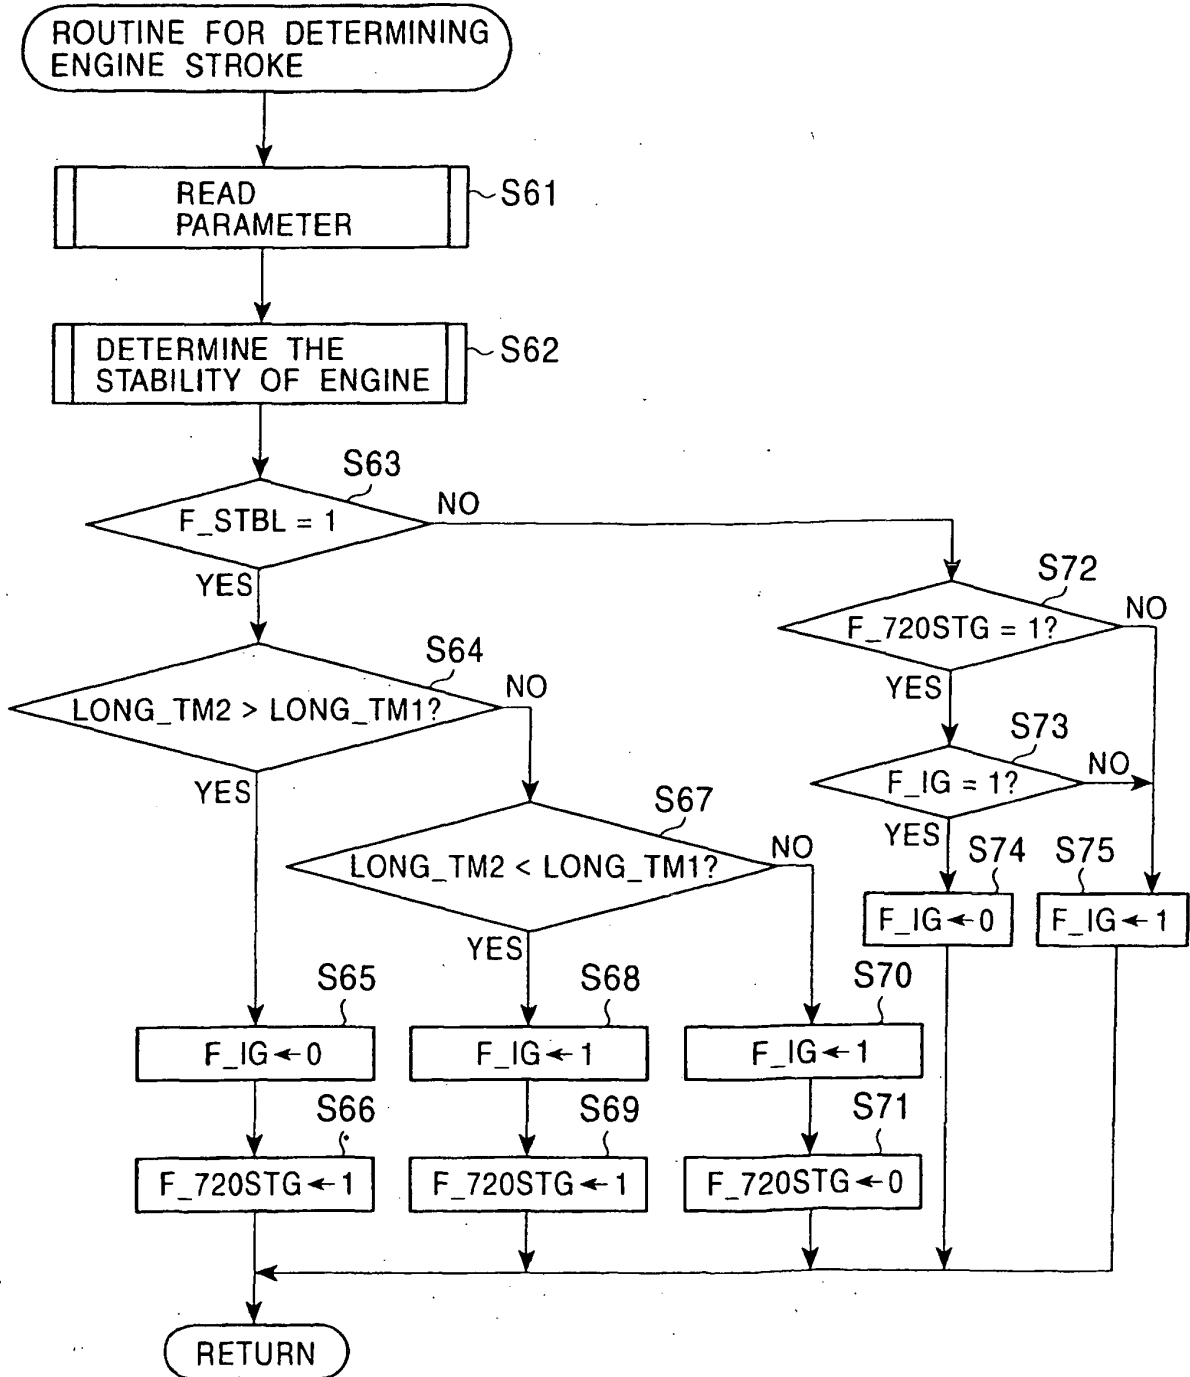 ROUTINE FOR DETERMINING
ENGINE STROKE
READ
PARAMETER
S61
DETERMINE THE
STABILITY OF ENGINE
S62
S63
F_STBL = 1
NO
YES
S72
F_720STG = 1?
NO
YES
S64
LONG_TM2 > LONG_TM1?
NO
YES
S73
F_IG = 1?
NO
YES
S67
LONG_TM2 < LONG_TM1?
NO
YES
S74
F_IG←0
S75
F_IG←1
S65
F_IG←0
S68
F_IG←1
S70
F_IG←1
S66
F_720STG←1
S69
F_720STG←1
S71
F_720STG←0
RETURN